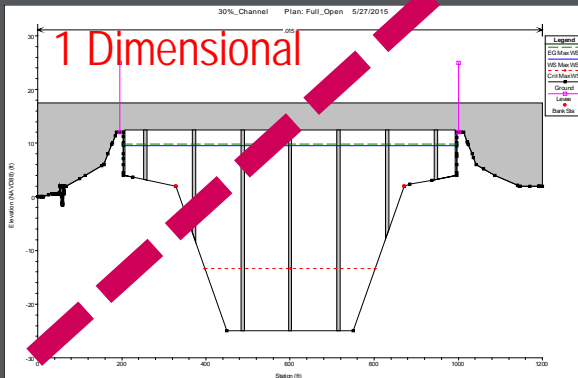 30%_Channel Plan: Full_Open 5/27/2015
.015
1 Dimensional
Legend
EG Max WS
WS Max WS
Crit Max WS
Ground
Levee
Bank Sta
Elevation (NAVD88) (ft)
30
20
10
0
-10
-20
-30
0 200 400 600 800 1000 1200
Station (ft)